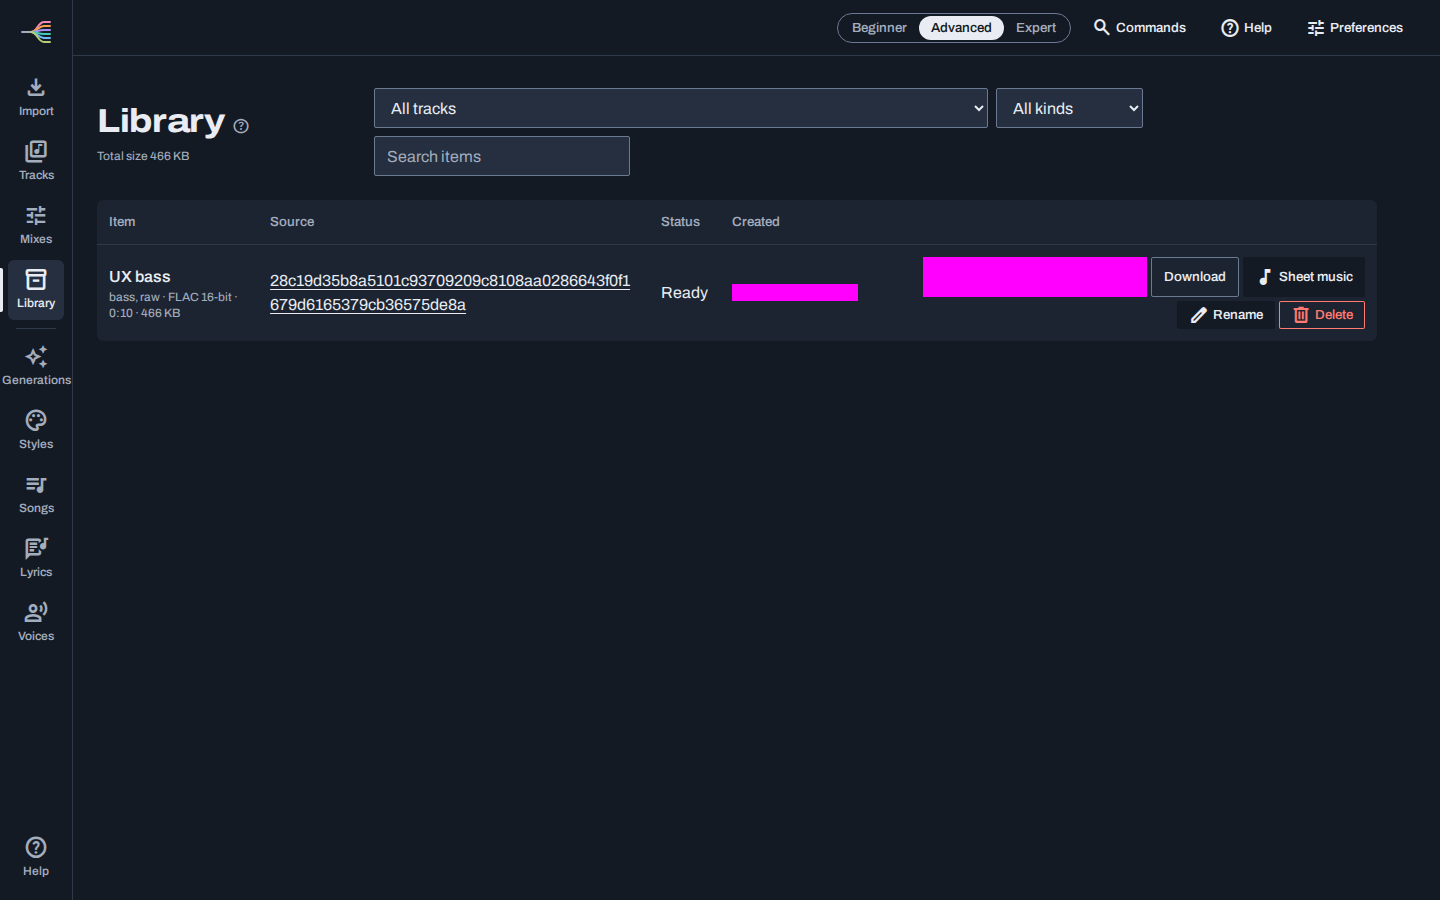 Beginner Advanced Expert Commands Help Preferences
Import
Tracks
Mixes
Library
Generations
Styles
Songs
Lyrics
Voices
Help
Library
Total size 466 KB
All tracks All kinds
Search items
Item Source Status Created
UX bass
bass, raw · FLAC 16-bit ·
0:10 · 466 KB
28c19d35b8a5101c93709209c8108aa0286643f0f1
679d6165379cb36575de8a
Ready
Download Sheet music
Rename Delete